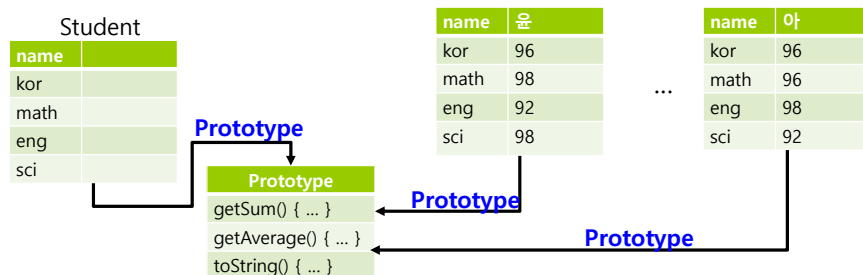 Student
name
kor
math
eng
sci
name 윤
kor 96
math 98
eng 92
sci 98
...
name 아
kor 96
math 96
eng 98
sci 92
Prototype
Prototype
getSum() { ... }
getAverage() { ... }
toString() { ... }
Prototype
Prototype